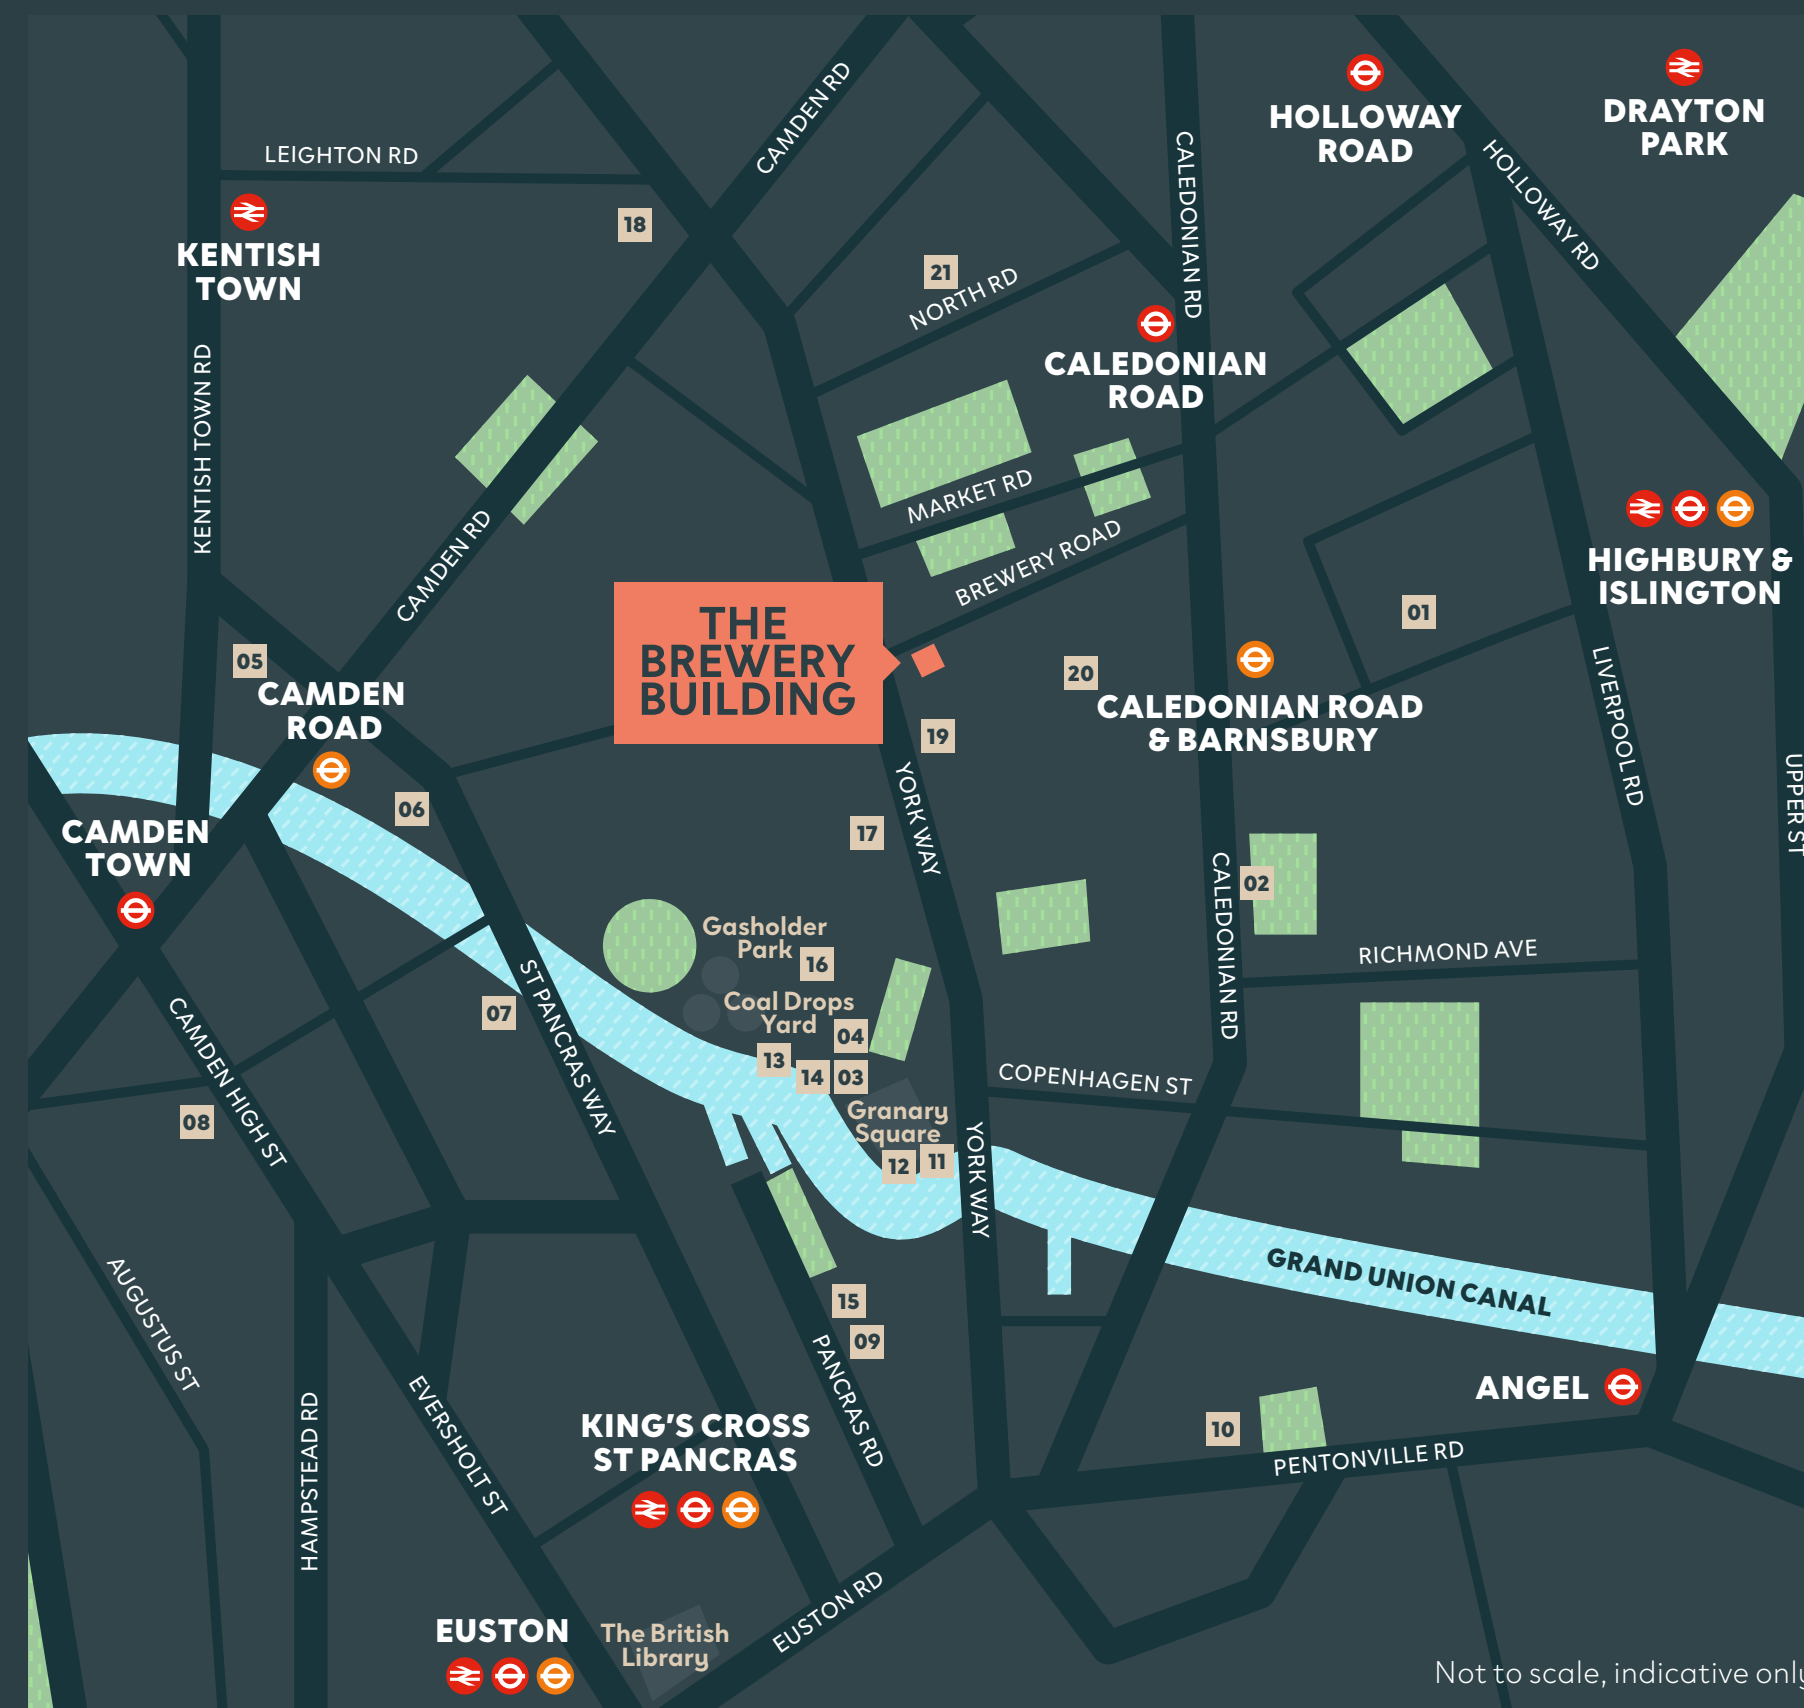 CAMDEN RD
HOLLOWAY
ROAD
DRAYTON
PARK
LEIGHTON RD
CALEDONIAN RD
HOLLOWAY RD
KENTISH
TOWN
18
21
NORTH RD
CALEDONIAN
ROAD
KENTISH TOWN RD
CAMDEN RD
MARKET RD
BREWERY ROAD
HIGHBURY &
ISLINGTON
THE
BREWERY
BUILDING
01
05
CAMDEN
ROAD
20
CALEDONIAN ROAD
& BARNSBURY
LIVERPOOL RD
19
UPPER ST
YORK WAY
06
17
CAMDEN
TOWN
CALEDONIAN RD
02
Gasholder
Park
16
RICHMOND AVE
Coal Drops
Yard
04
07
ST PANCRAS WAY
13
14
03
COPENHAGEN ST
CAMDEN HIGH ST
08
Granary
Square
12
11
YORK WAY
GRAND UNION CANAL
AUGUSTUS ST
15
09
PANCRAS RD
ANGEL
10
PENTONVILLE RD
HAMPSTEAD RD
EVERSHOLT ST
KING'S CROSS
ST PANCRAS
EUSTON RD
EUSTON
The British
Library
Not to scale, indicative only